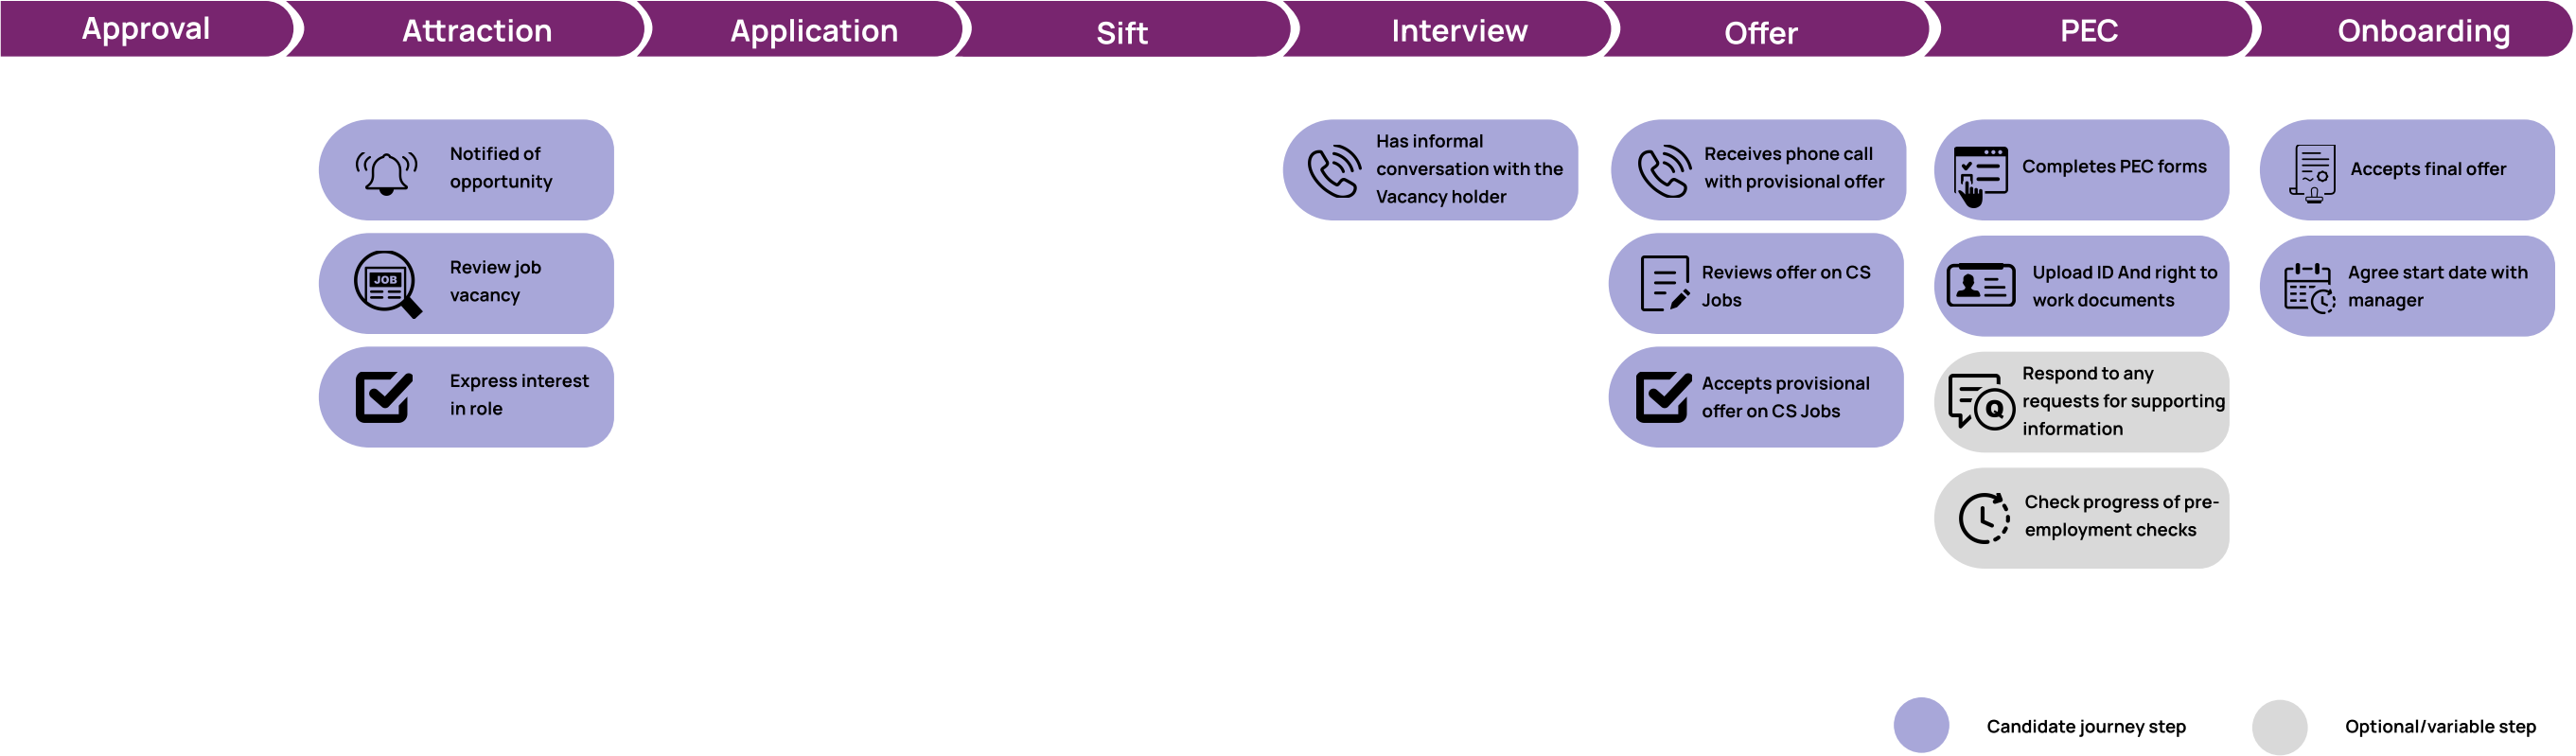 Approval
Attraction
Application
Sift
Interview
Offer
PEC
Onboarding
Notified of
opportunity
JOB
Review job
vacancy
Express interest
in role
Has informal
conversation with the
Vacancy holder
Receives phone call
with provisional offer
Reviews offer on CS
Jobs
Accepts provisional
offer on CS Jobs
Completes PEC forms
Upload ID And right to
work documents
Q
Respond to any
requests for supporting
information
Check progress of pre-
employment checks
Accepts final offer
Agree start date with
manager
Candidate journey step
Optional/variable step